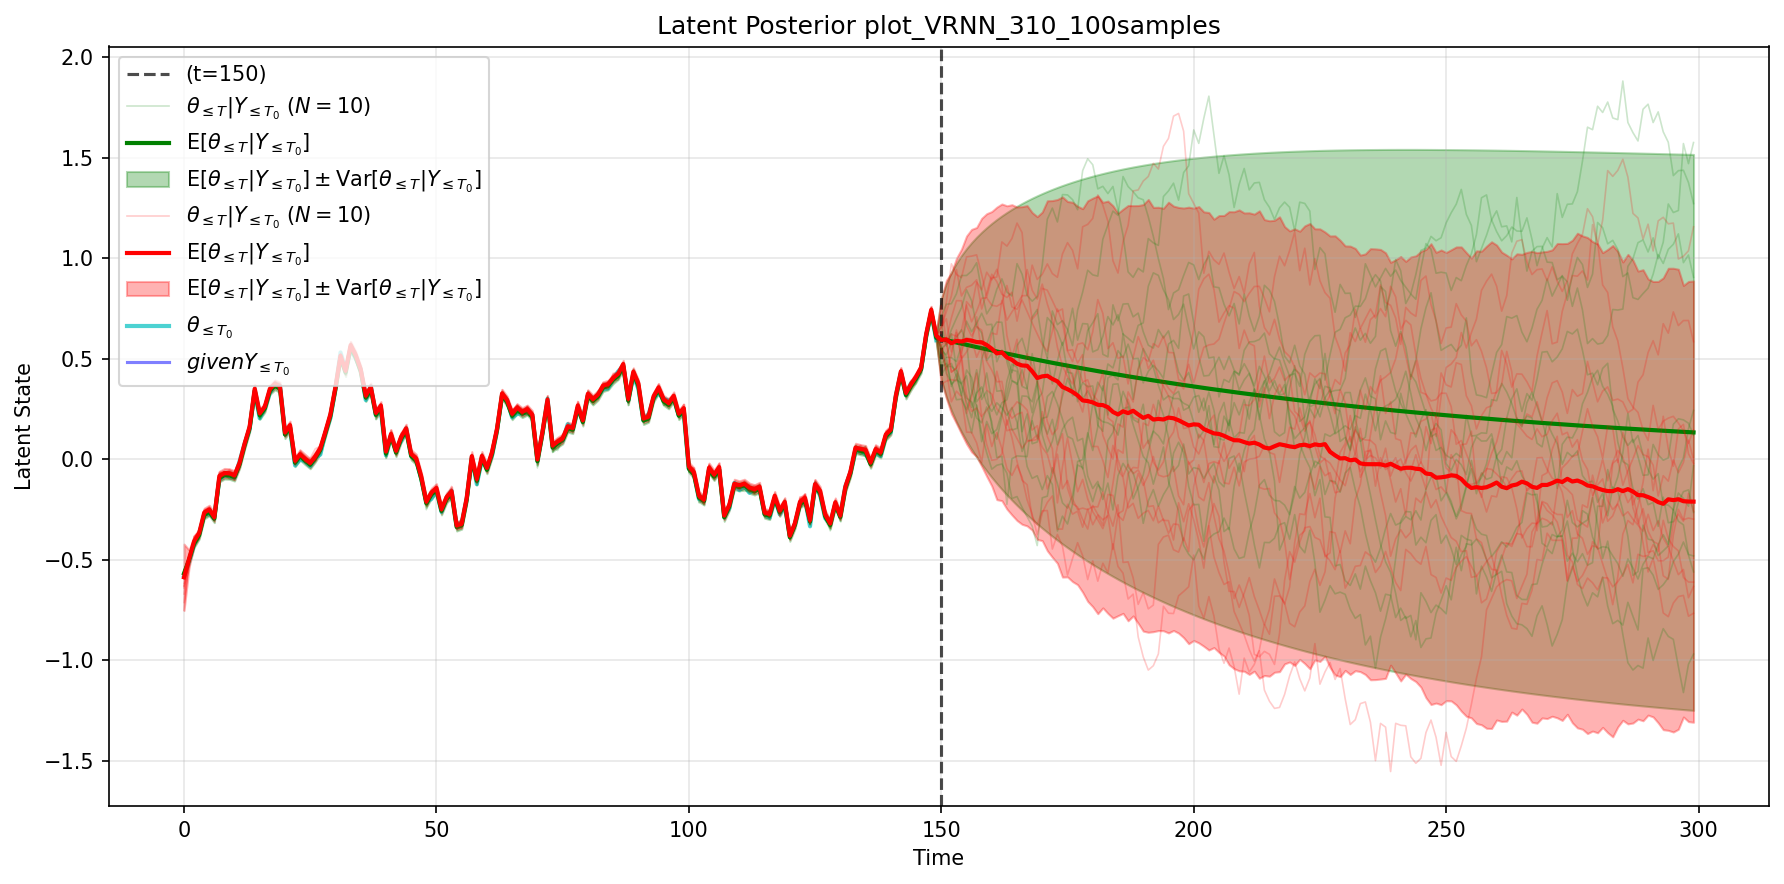 Latent Posterior plot_VRNN_310_100samples
(t=150)
θ≤T|Y≤T₀ (N = 10)
E[θ≤T|Y≤T₀]
E[θ≤T|Y≤T₀] ± Var[θ≤T|Y≤T₀]
θ≤T|Y≤T₀ (N = 10)
E[θ≤T|Y≤T₀]
E[θ≤T|Y≤T₀] ± Var[θ≤T|Y≤T₀]
θ≤T₀
givenY≤T₀
Latent State
2.0
1.5
1.0
0.5
0.0
−0.5
−1.0
−1.5
0 50 100 150 200 250 300
Time